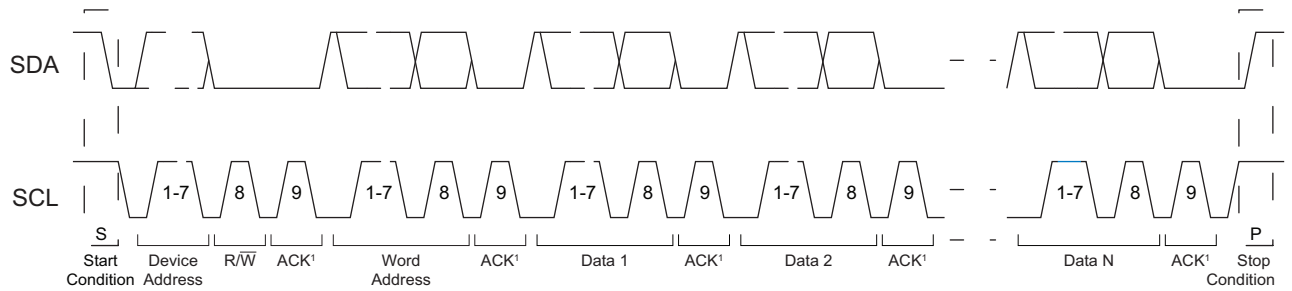 SDA
SCL
1-7 8 9 1-7 8 9 1-7 8 9 1-7 8 9 1-7 8 9
S P
Start Device R/W̅ ACK¹ Word ACK¹ Data 1 ACK¹ Data 2 ACK¹ Data N ACK¹ Stop
Condition Address Address Condition